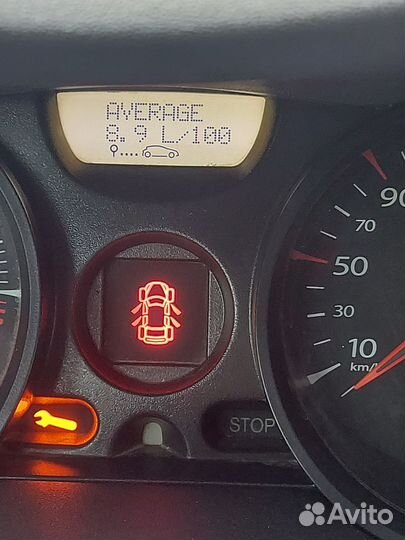 AVERAGE
8.9 L/100
90
70
50
30
10
km/h
STOP
Avito